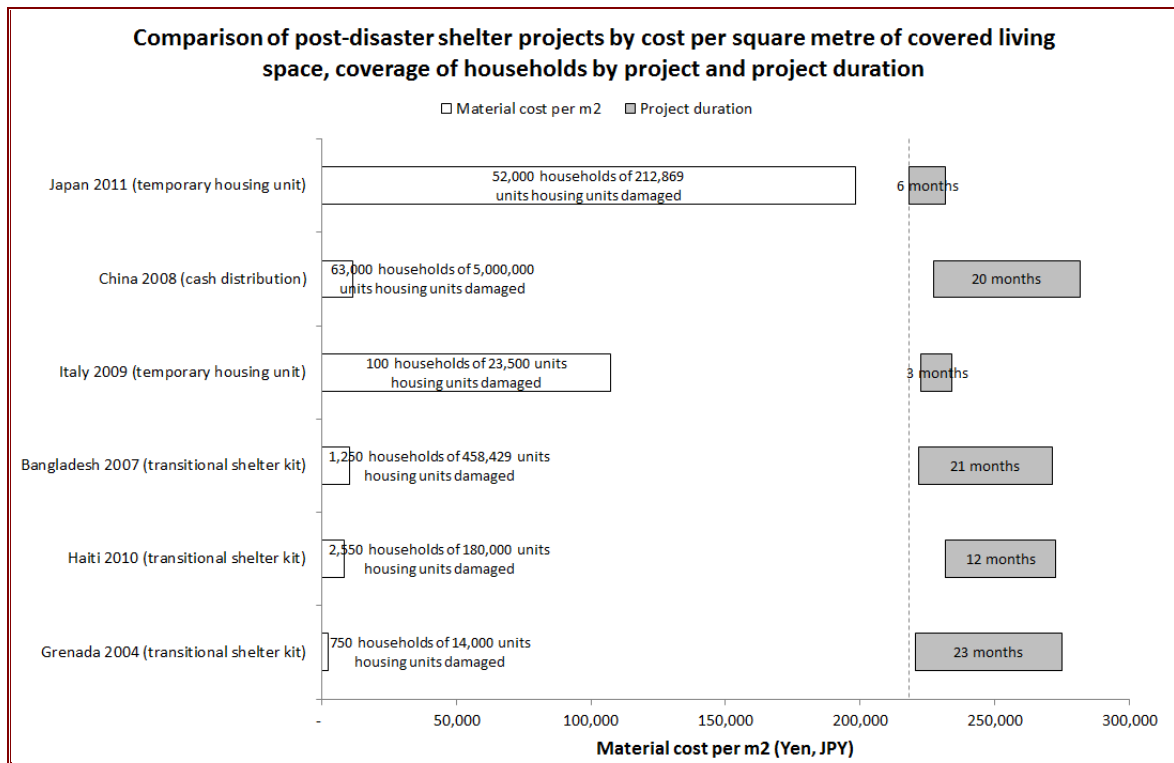 Comparison of post-disaster shelter projects by cost per square metre of covered living
space, coverage of households by project and project duration
Material cost per m2 Project duration
Japan 2011 (temporary housing unit)
52,000 households of 212,869
units housing units damaged
6 months
China 2008 (cash distribution)
63,000 households of 5,000,000
units housing units damaged
20 months
Italy 2009 (temporary housing unit)
100 households of 23,500 units
housing units damaged
3 months
Bangladesh 2007 (transitional shelter kit)
1,250 households of 458,429 units
housing units damaged
21 months
Haiti 2010 (transitional shelter kit)
2,550 households of 180,000 units
housing units damaged
12 months
Grenada 2004 (transitional shelter kit)
750 households of 14,000 units
housing units damaged
23 months
- 50,000 100,000 150,000 200,000 250,000 300,000
Material cost per m2 (Yen, JPY)